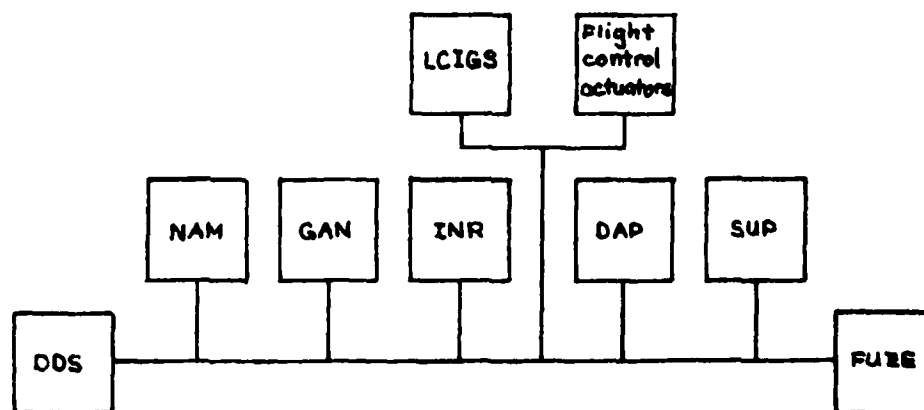 LCIGS
Flight
control
actuators
NAM
GAN
INR
DAP
SUP
DDS
FUZE